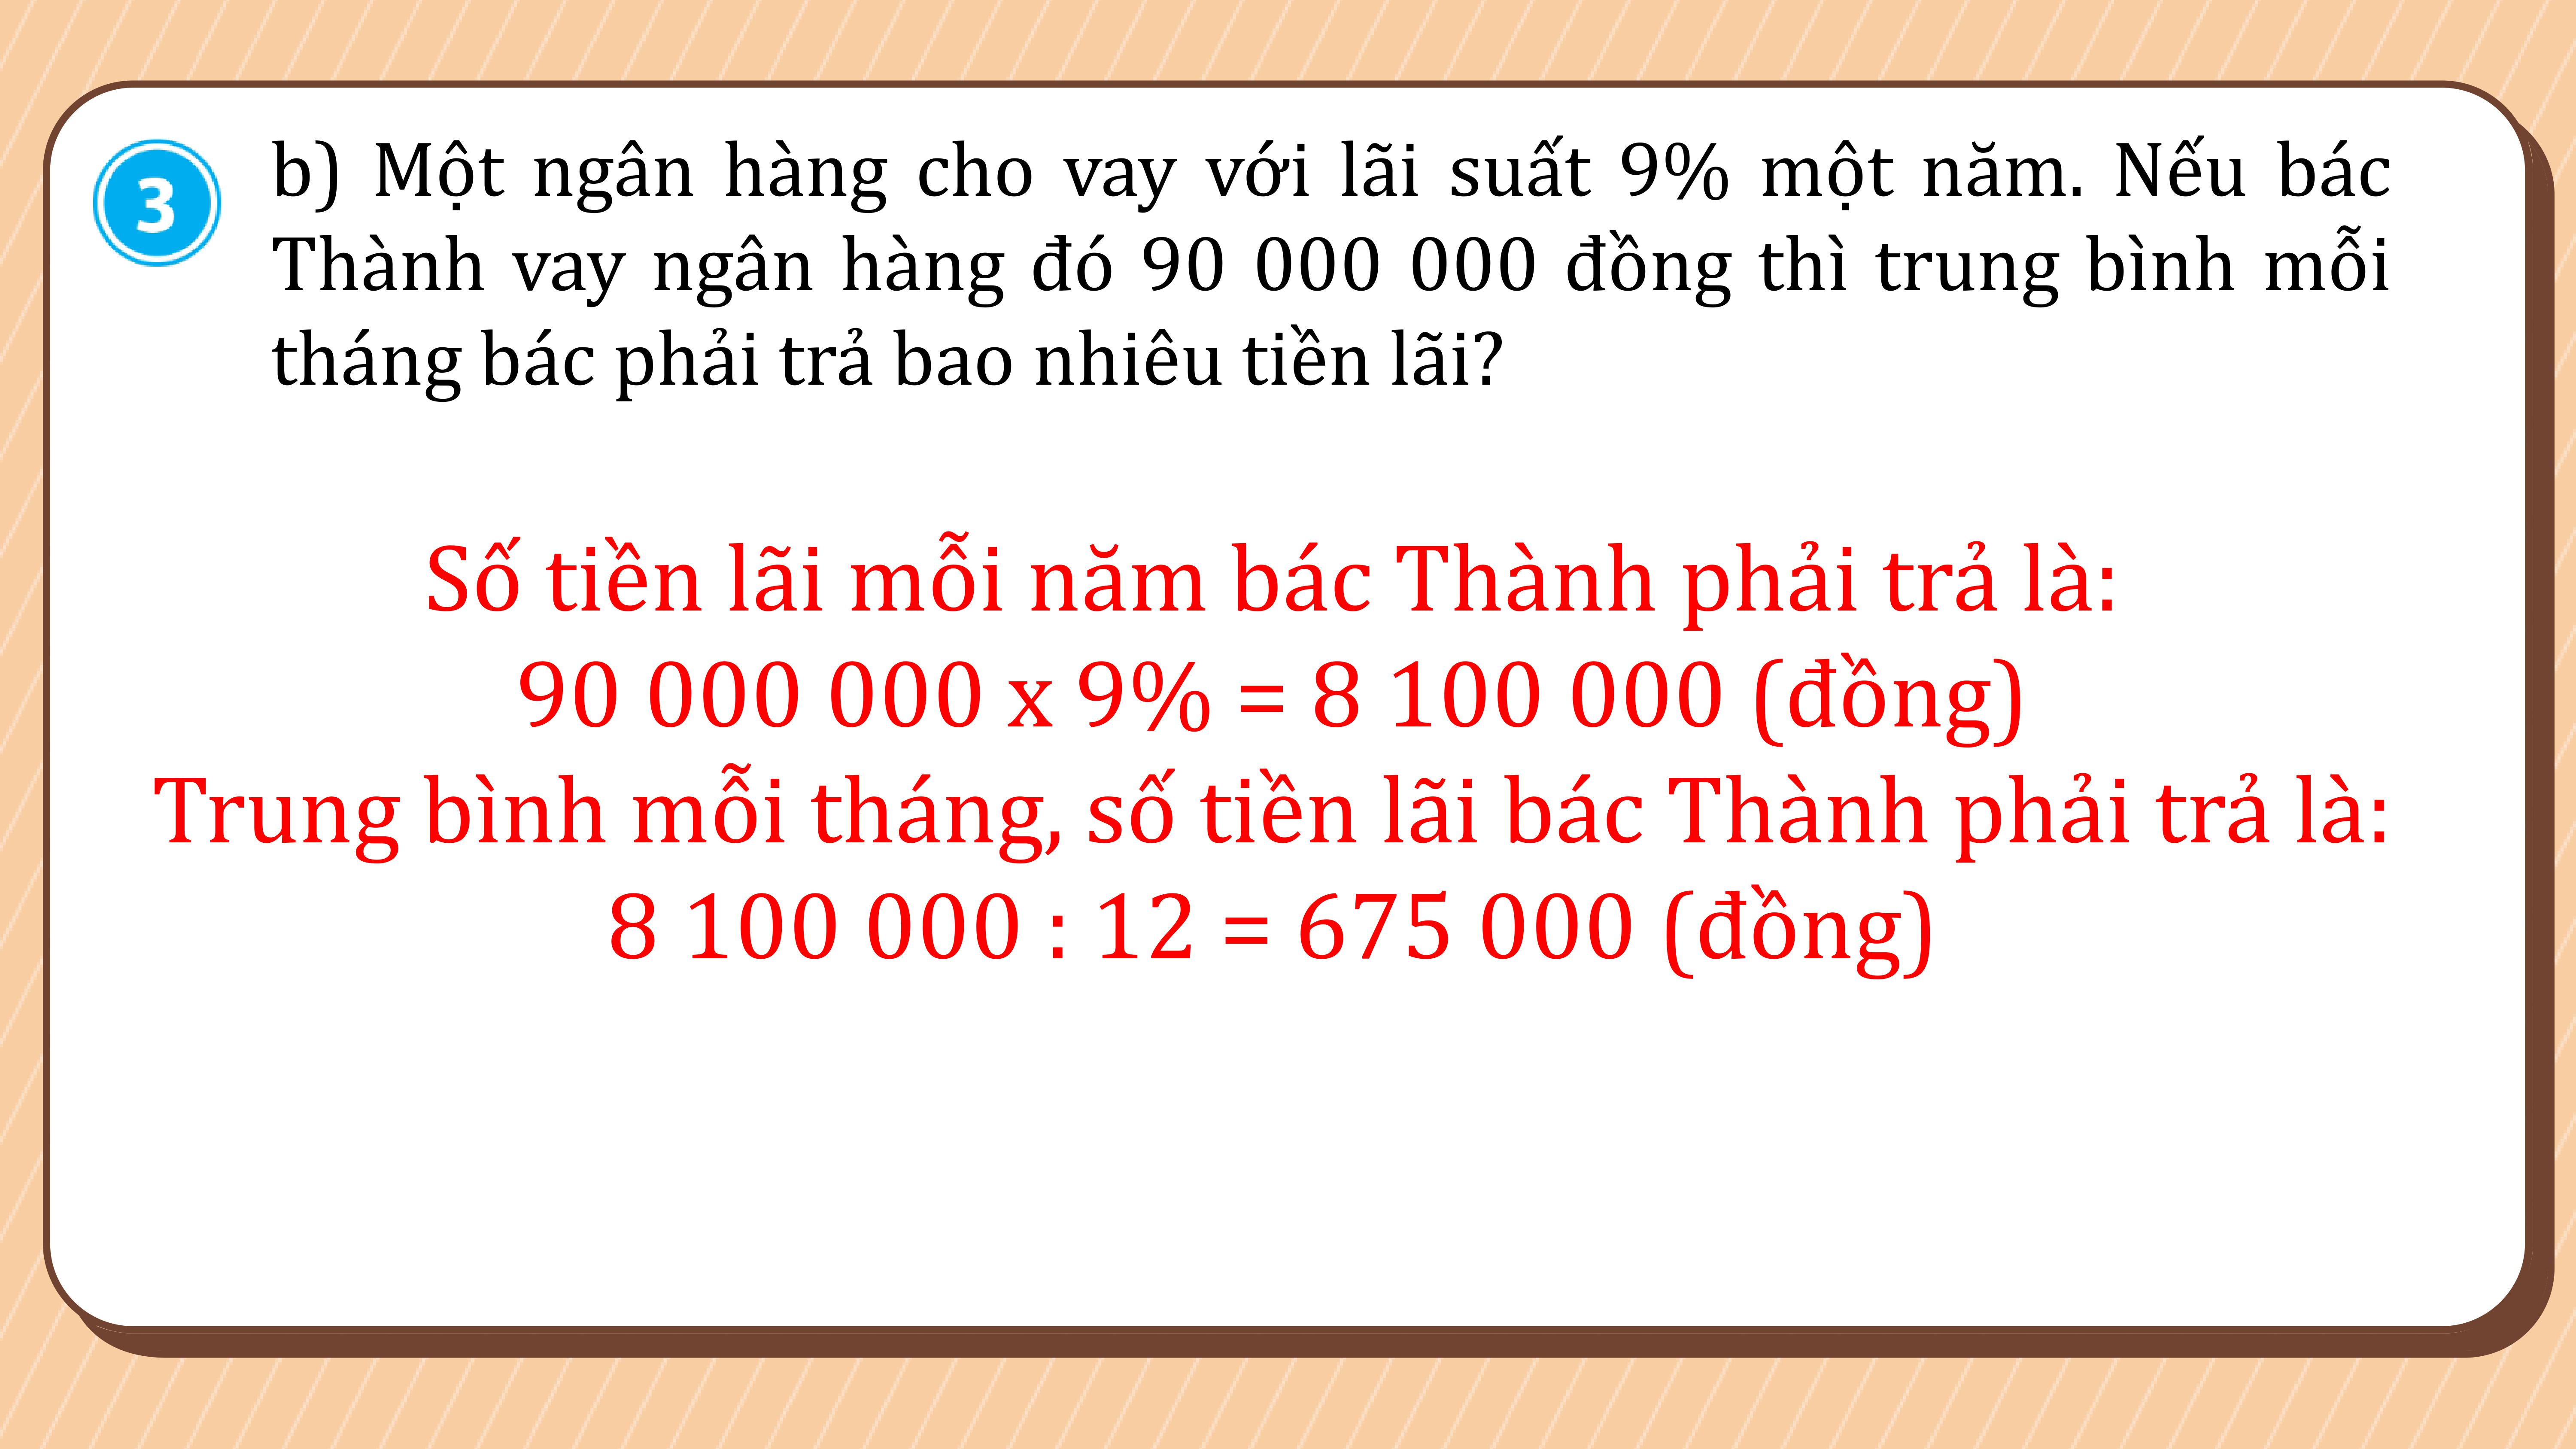 3
b) Một ngân hàng cho vay với lãi suất 9% một năm. Nếu bác
Thành vay ngân hàng đó 90 000 000 đồng thì trung bình mỗi
tháng bác phải trả bao nhiêu tiền lãi?
Số tiền lãi mỗi năm bác Thành phải trả là:
90 000 000 x 9% = 8 100 000 (đồng)
Trung bình mỗi tháng, số tiền lãi bác Thành phải trả là:
8 100 000 : 12 = 675 000 (đồng)